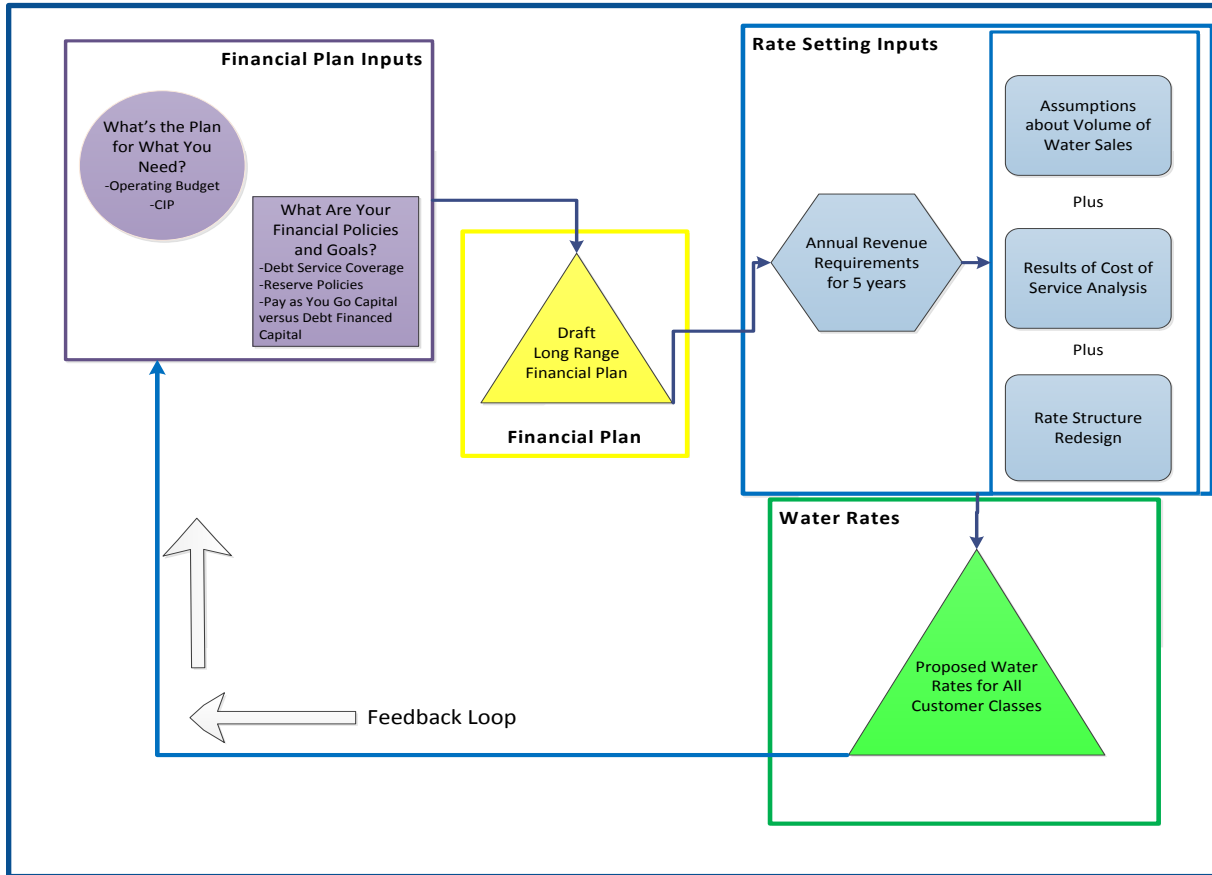 Financial Plan Inputs
What's the Plan
for What You
Need?
-Operating Budget
-CIP
What Are Your
Financial Policies
and Goals?
-Debt Service Coverage
-Reserve Policies
-Pay as You Go Capital
versus Debt Financed
Capital
Draft
Long Range
Financial Plan
Financial Plan
Rate Setting Inputs
Annual Revenue
Requirements
for 5 years
Assumptions
about Volume of
Water Sales
Plus
Results of Cost of
Service Analysis
Plus
Rate Structure
Redesign
Water Rates
Proposed Water
Rates for All
Customer Classes
Feedback Loop